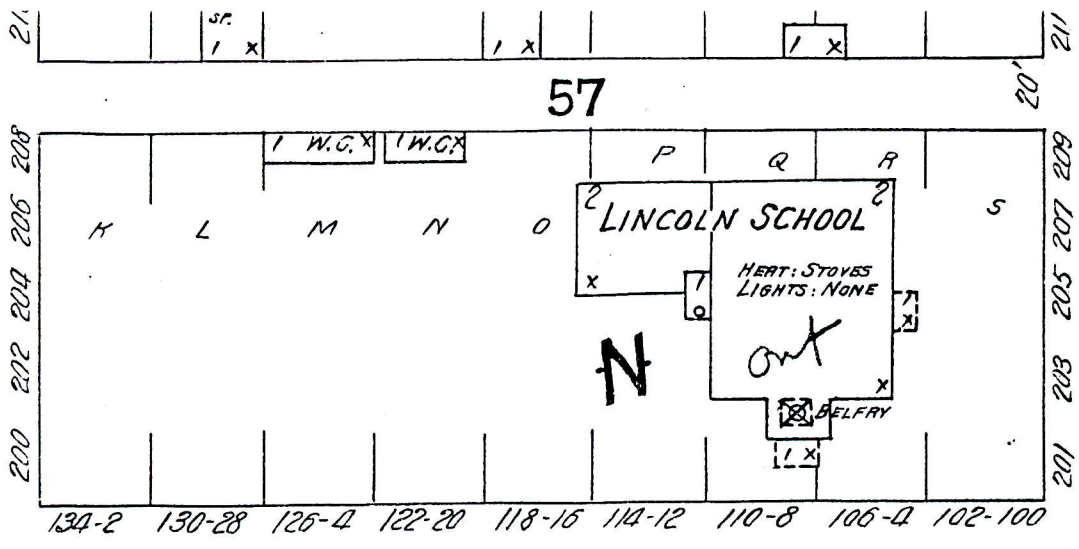 SP.
1 X
1 X
1 X
211
20'
57
208
1 W.C. X
1 W.C. X
209
P Q R
206
K L M N O
2 LINCOLN SCHOOL 2
S
207
204
X
1
O
HEAT: STOVES
LIGHTS: NONE
1
X
205
202
N
X
203
BELFRY
200
1 X
201
134-2 130-28 126-4 122-20 118-16 114-12 110-8 106-4 102-100